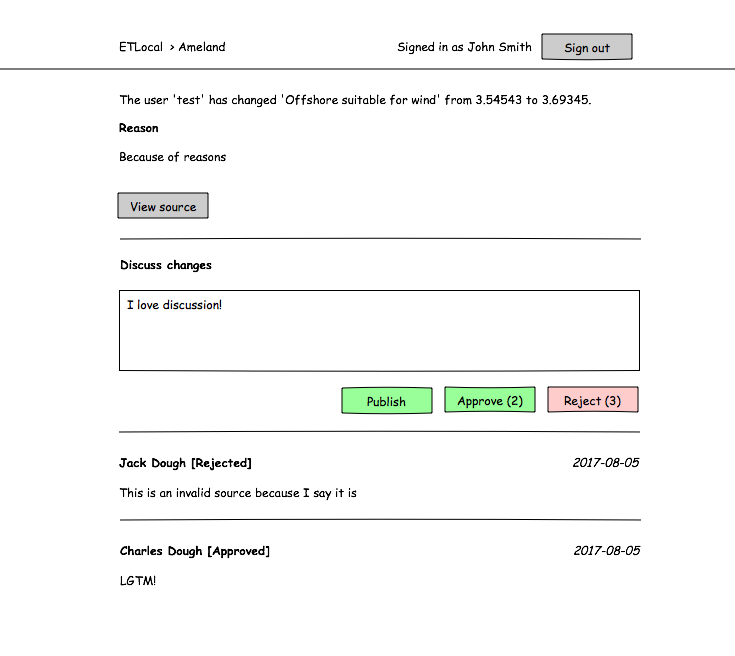 ETLocal > Ameland Signed in as John Smith Sign out
The user 'test' has changed 'Offshore suitable for wind' from 3.54543 to 3.69345.
Reason
Because of reasons
View source
Discuss changes
I love discussion!
Publish Approve (2) Reject (3)
Jack Dough [Rejected] 2017-08-05
This is an invalid source because I say it is
Charles Dough [Approved] 2017-08-05
LGTM!